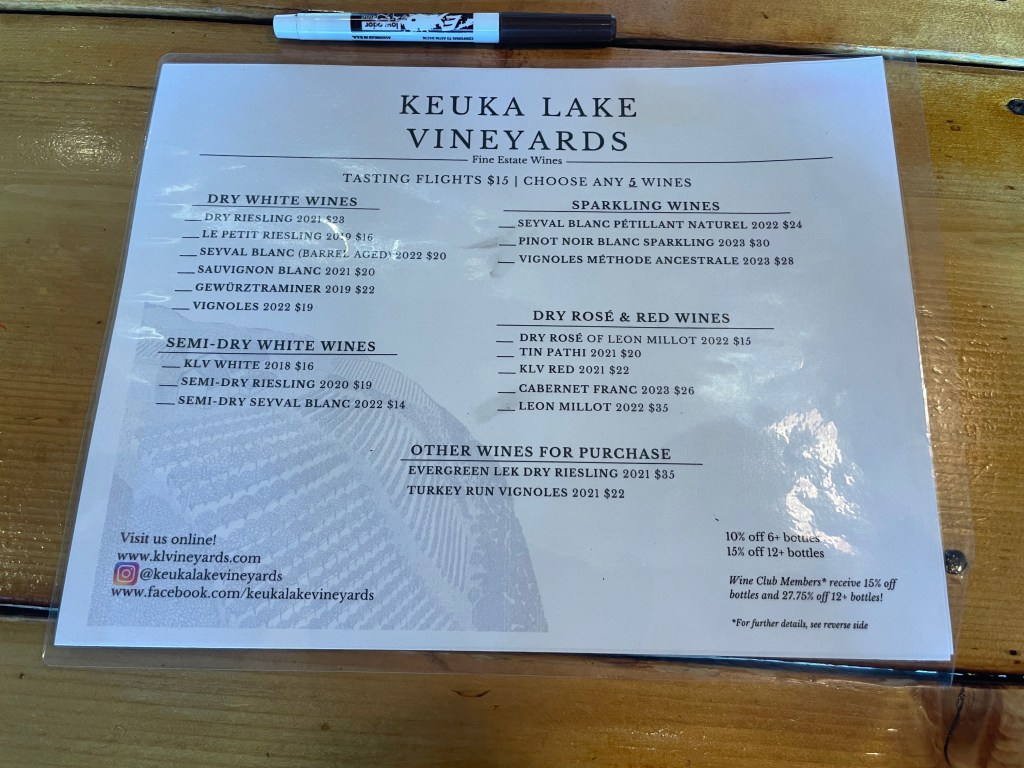 KEUKA LAKE
VINEYARDS
Fine Estate Wines
TASTING FLIGHTS $15 | CHOOSE ANY 5 WINES
DRY WHITE WINES
DRY RIESLING 2021 $23
LE PETIT RIESLING 2019 $16
SEYVAL BLANC (BARREL AGED) 2022 $20
SAUVIGNON BLANC 2021 $20
GEWÜRZTRAMINER 2019 $22
VIGNOLES 2022 $19
SEMI-DRY WHITE WINES
KLV WHITE 2018 $16
SEMI-DRY RIESLING 2020 $19
SEMI-DRY SEYVAL BLANC 2022 $14
SPARKLING WINES
SEYVAL BLANC PÉTILLANT NATUREL 2022 $24
PINOT NOIR BLANC SPARKLING 2023 $30
VIGNOLES MÉTHODE ANCESTRALE 2023 $28
DRY ROSÉ & RED WINES
DRY ROSÉ OF LEON MILLOT 2022 $15
TIN PATHI 2021 $20
KLV RED 2021 $22
CABERNET FRANC 2023 $26
LEON MILLOT 2022 $35
OTHER WINES FOR PURCHASE
EVERGREEN LEK DRY RIESLING 2021 $35
TURKEY RUN VIGNOLES 2021 $22
Visit us online!
www.klvineyards.com
@keukalakevineyards
www.facebook.com/keukalakevineyards
10% off 6+ bottles
15% off 12+ bottles
Wine Club Members* receive 15% off
bottles and 27.75% off 12+ bottles!
*For further details, see reverse side